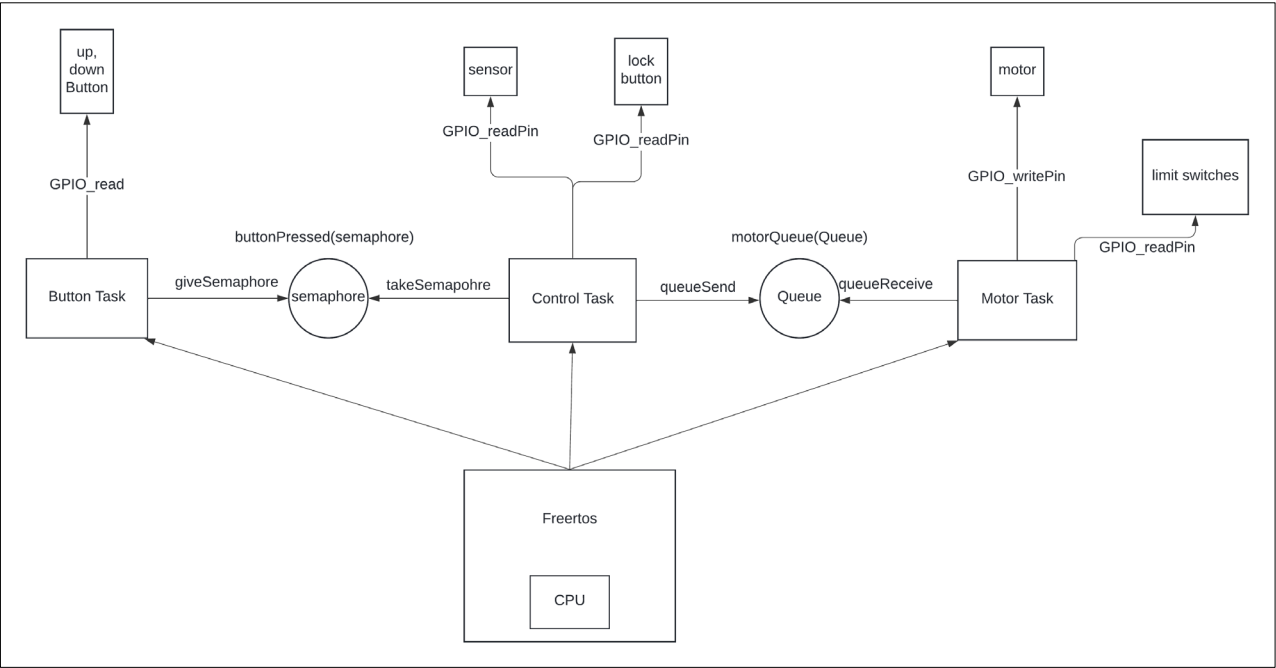 up,
down
Button
sensor
lock
button
motor
GPIO_readPin
GPIO_readPin
limit switches
GPIO_read
GPIO_writePin
buttonPressed(semaphore)
motorQueue(Queue)
GPIO_readPin
Button Task
giveSemaphore
semaphore
takeSemapohre
Control Task
queueSend
Queue
queueReceive
Motor Task
Freertos
CPU